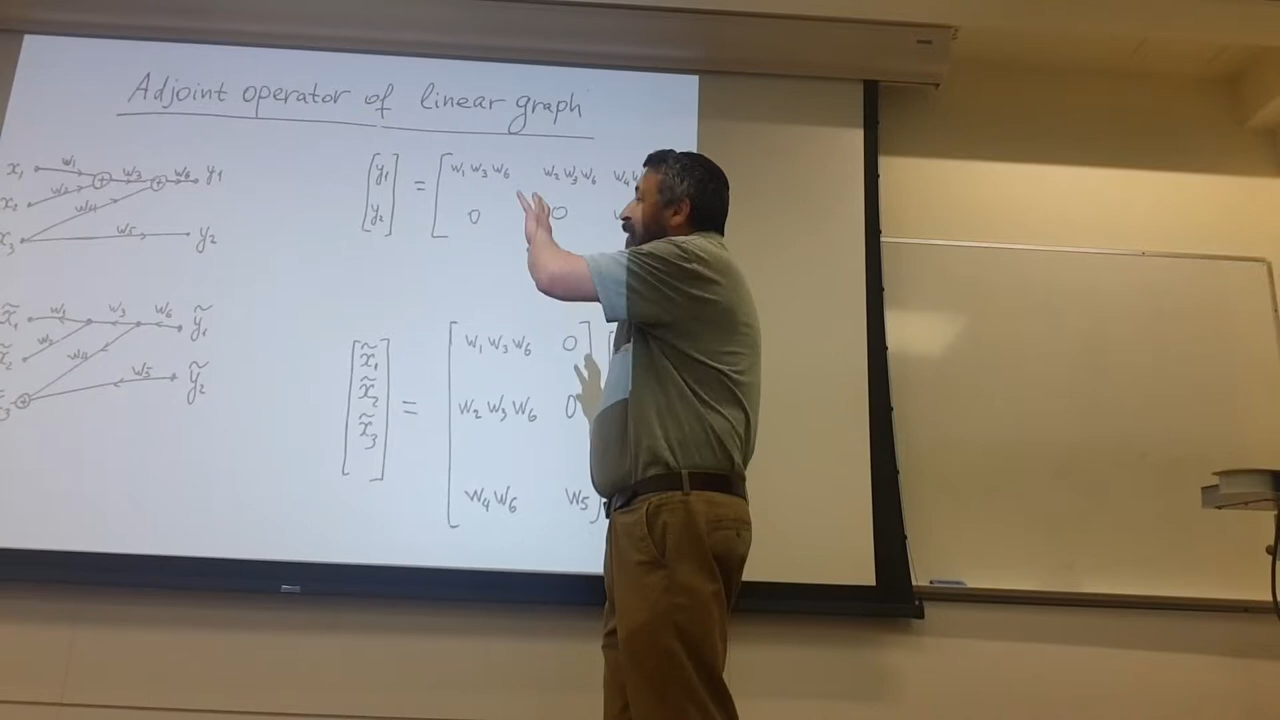 Adjoint operator of linear graph
x₁ w₁ + w₃ + w₆ y₁
x₂ w₂
x₃ w₄
w₅ y₂
[y₁ y₂] = [w₁ w₃ w₆ w₂ w₃ w₆ w₄
0 0
x̃₁ w₁ w₃ w₆ ỹ₁
x̃₂ w₂
w₄
x̃₃ + w₅ ỹ₂
[x̃₁ x̃₂ x̃₃] = [w₁ w₃ w₆ 0]
w₂ w₃ w₆ 0
w₄ w₆ w₅